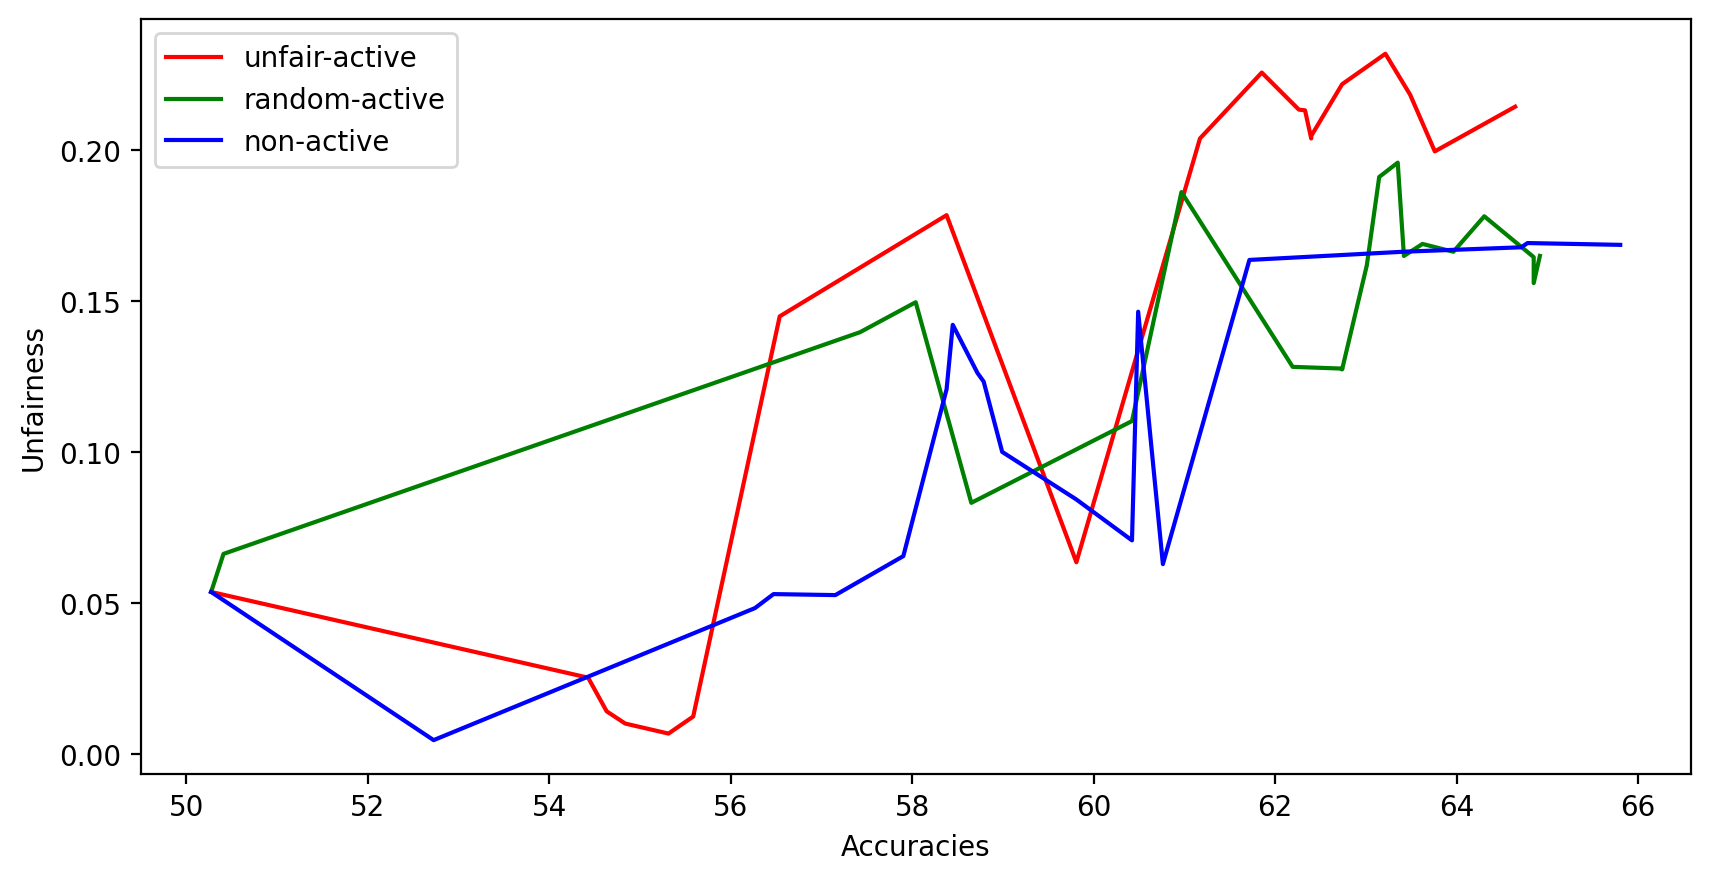 unfair-active
random-active
non-active
Unfairness
0.20
0.15
0.10
0.05
0.00
50 52 54 56 58 60 62 64 66
Accuracies